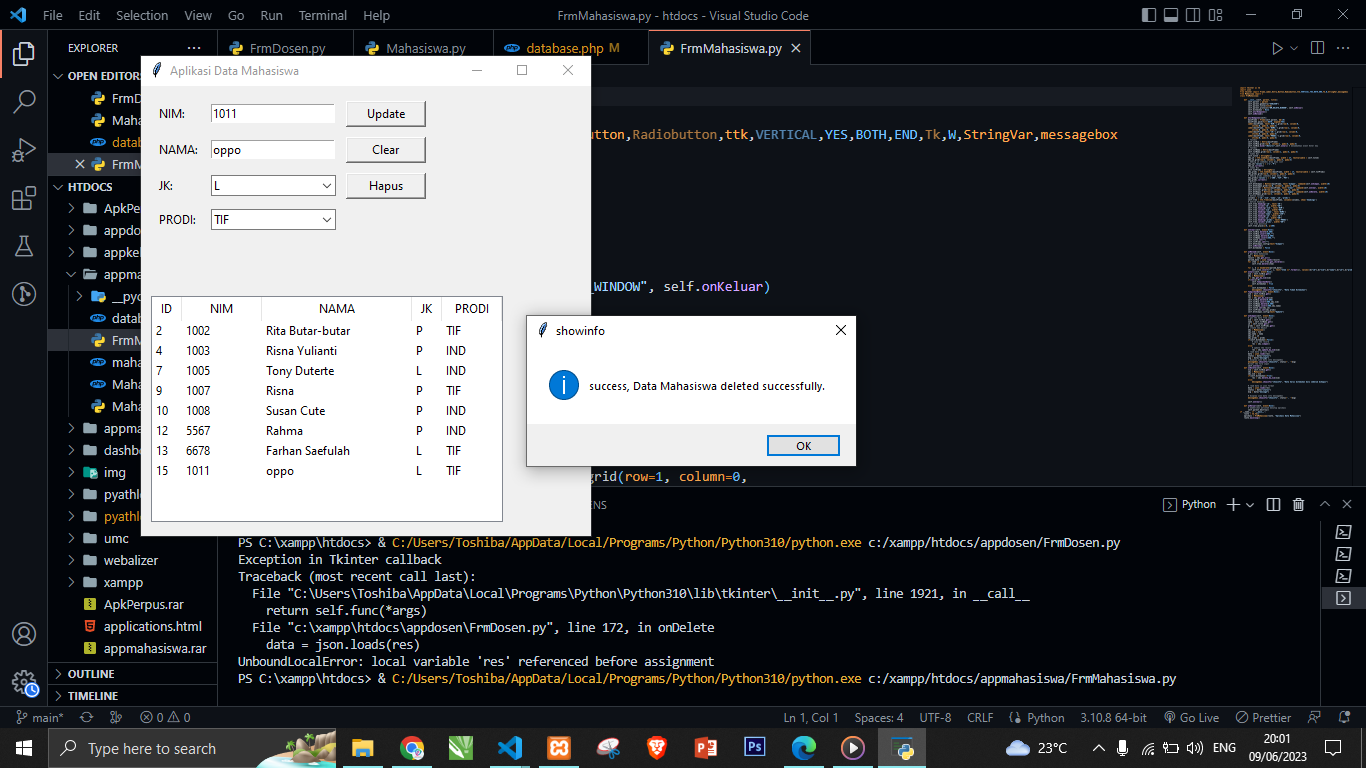 File Edit Selection View Go Run Terminal Help FrmMahasiswa.py - htdocs - Visual Studio Code
EXPLORER ··· FrmDosen.py Mahasiswa.py database.php M FrmMahasiswa.py
OPEN EDITORS
Aplikasi Data Mahasiswa
NIM: 1011 Update
NAMA: oppo Clear
JK: L Hapus
PRODI: TIF
ID NIM NAMA JK PRODI
2 1002 Rita Butar-butar P TIF
4 1003 Risna Yulianti P IND
7 1005 Tony Duterte L IND
9 1007 Risna P TIF
10 1008 Susan Cute P IND
12 5567 Rahma P IND
13 6678 Farhan Saefulah L TIF
15 1011 oppo L TIF
FrmD
Maha
datab
FrmM
HTDOCS
ApkPer
appdo
appkel
appma
__pyc
datab
FrmM
maha
Maha
Maha
appma
dashbo
img
pyathle
pyathle
umc
webalizer
xampp
ApkPerpus.rar
applications.html
appmahasiswa.rar
OUTLINE
TIMELINE
utton,Radiobutton,ttk,VERTICAL,YES,BOTH,END,Tk,W,StringVar,messagebox
_WINDOW", self.onKeluar)
grid(row=1, column=0,
showinfo
success, Data Mahasiswa deleted successfully.
OK
ENS
Python
PS C:\xampp\htdocs> & C:/Users/Toshiba/AppData/Local/Programs/Python/Python310/python.exe c:/xampp/htdocs/appdosen/FrmDosen.py
Exception in Tkinter callback
Traceback (most recent call last):
File "C:\Users\Toshiba\AppData\Local\Programs\Python\Python310\lib\tkinter\__init__.py", line 1921, in __call__
return self.func(*args)
File "c:\xampp\htdocs\appdosen\FrmDosen.py", line 172, in onDelete
data = json.loads(res)
UnboundLocalError: local variable 'res' referenced before assignment
PS C:\xampp\htdocs> & C:/Users/Toshiba/AppData/Local/Programs/Python/Python310/python.exe c:/xampp/htdocs/appmahasiswa/FrmMahasiswa.py
main* 0 0 Ln 1, Col 1 Spaces: 4 UTF-8 CRLF Python 3.10.8 64-bit Go Live Prettier
Type here to search 23°C ENG 20:01
09/06/2023